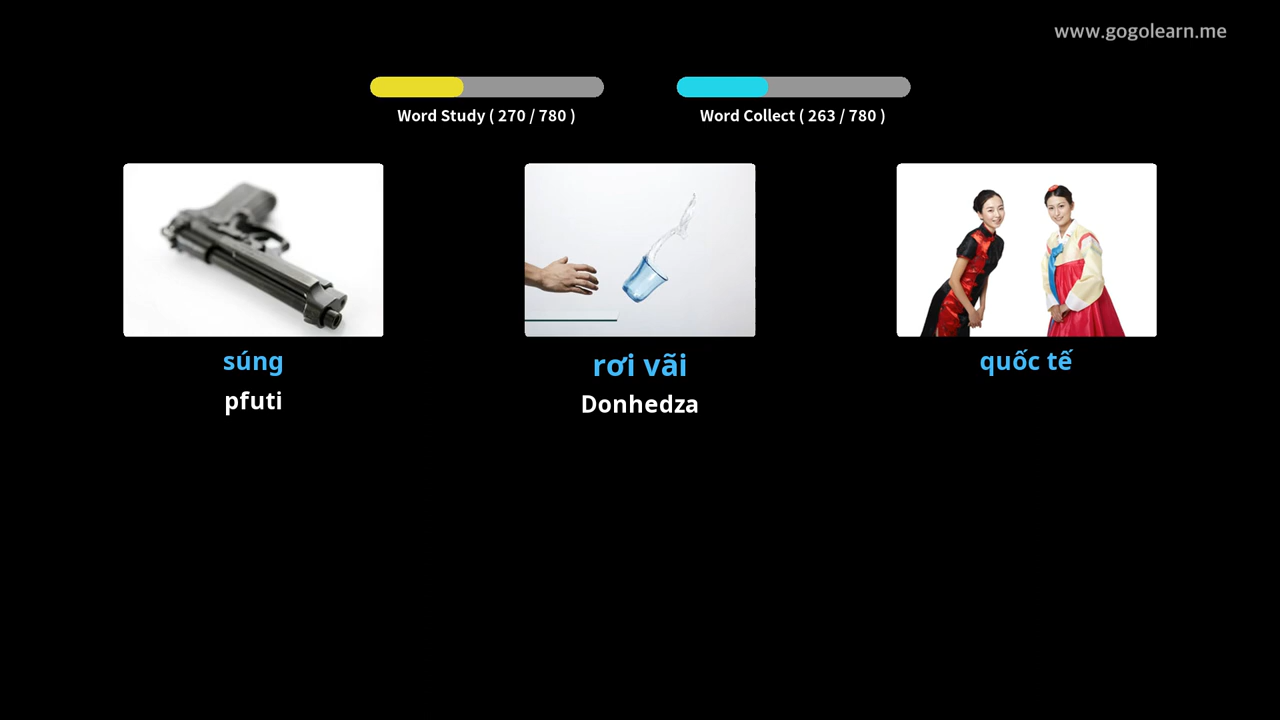 www.gogolearn.me
Word Study ( 270 / 780 )
Word Collect ( 263 / 780 )
súng
rơi vãi
quốc tế
pfuti
Donhedza